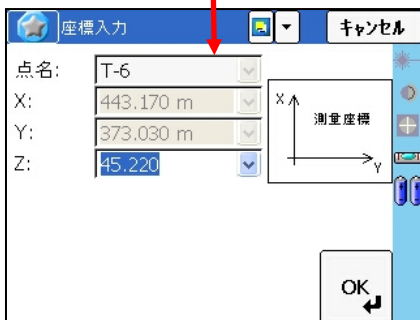 座標入力 キャンセル
点名: T-6
X: 443.170 m
Y: 373.030 m
Z: 45.220
X 測量座標
Y
OK